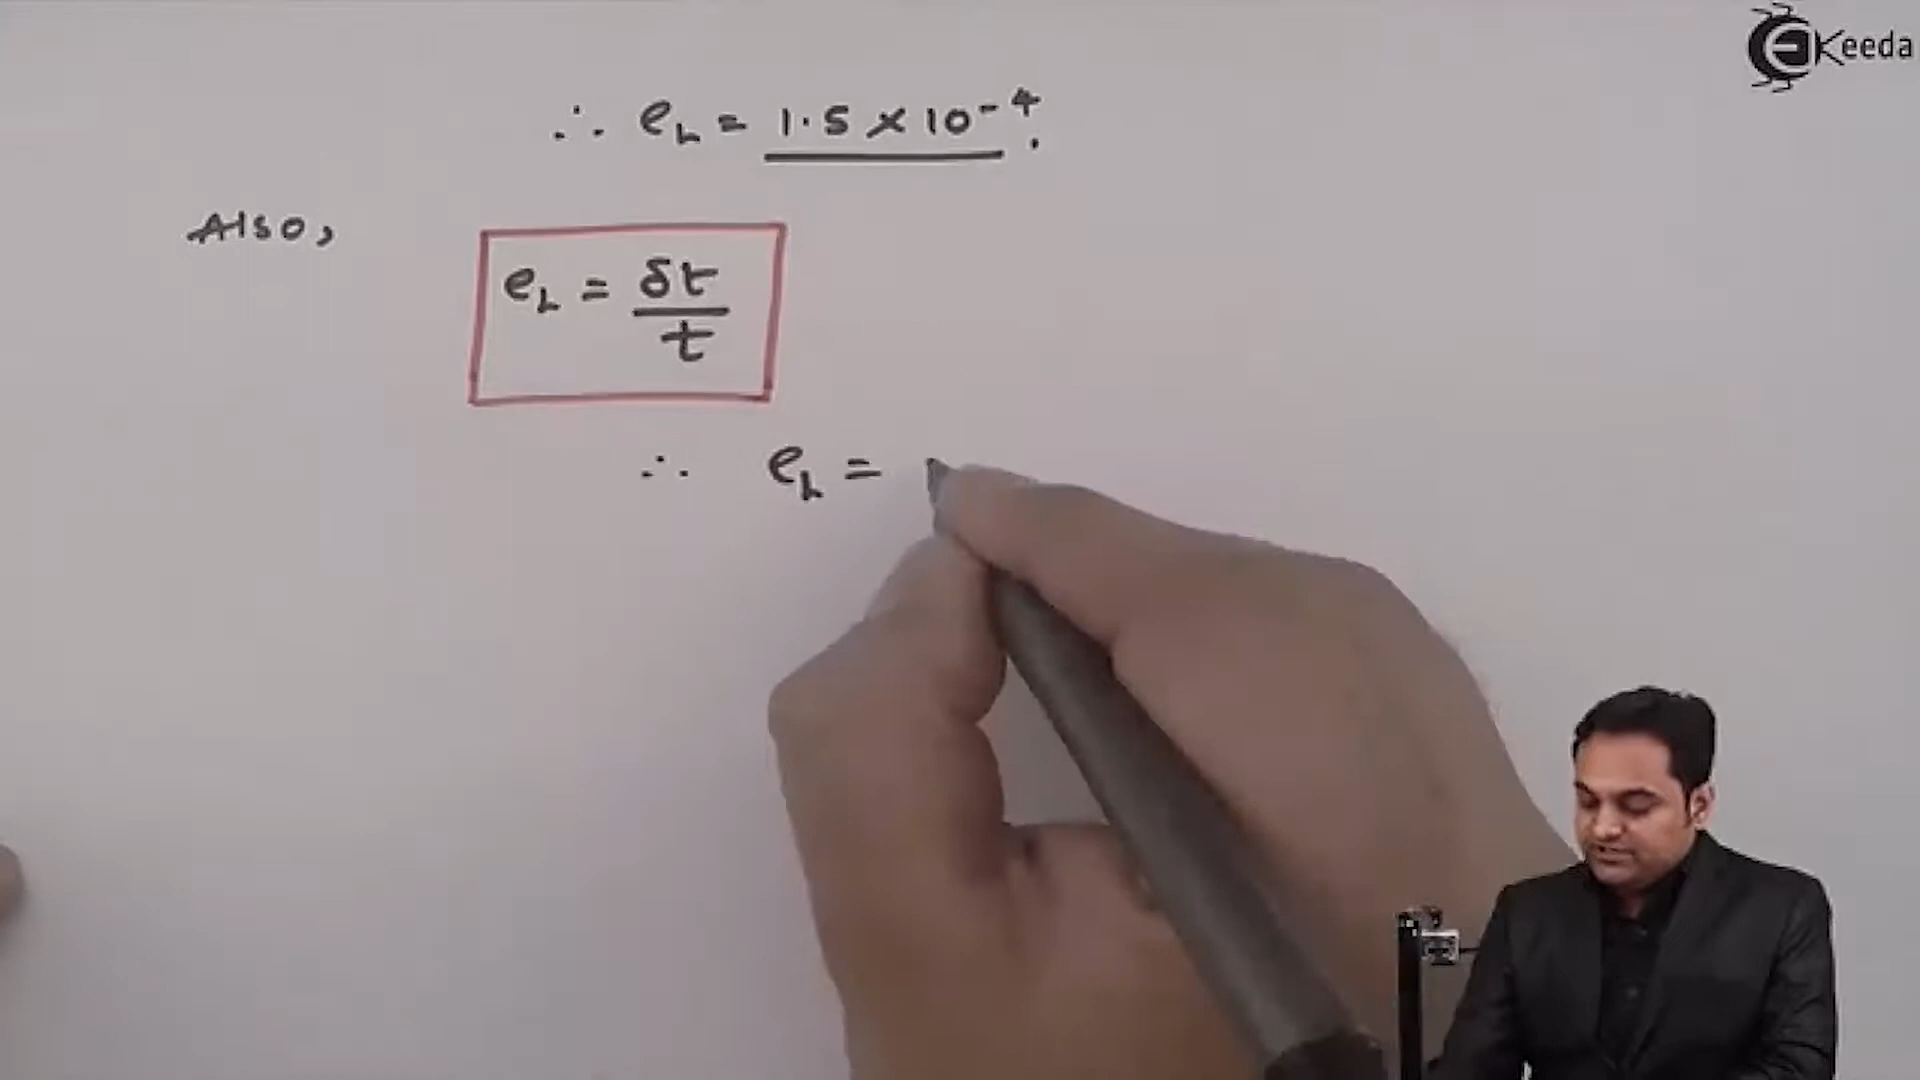 EKeeda
∴ eₕ = 1.5 × 10⁻⁴.
Also,
eₕ = δt / t
∴ eₕ =